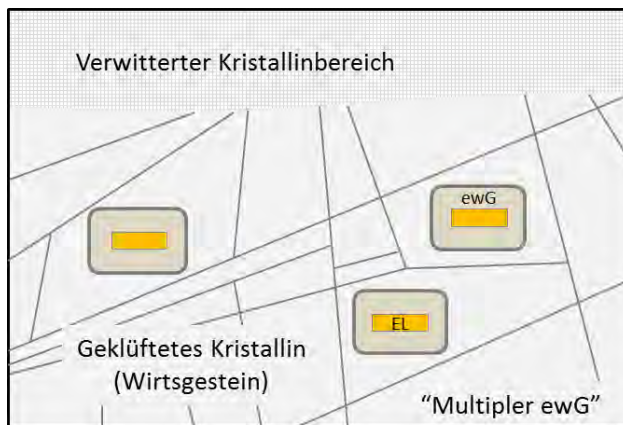 Verwitterter Kristallinbereich
ewG
EL
Geklüftetes Kristallin
(Wirtsgestein)
“Multipler ewG”